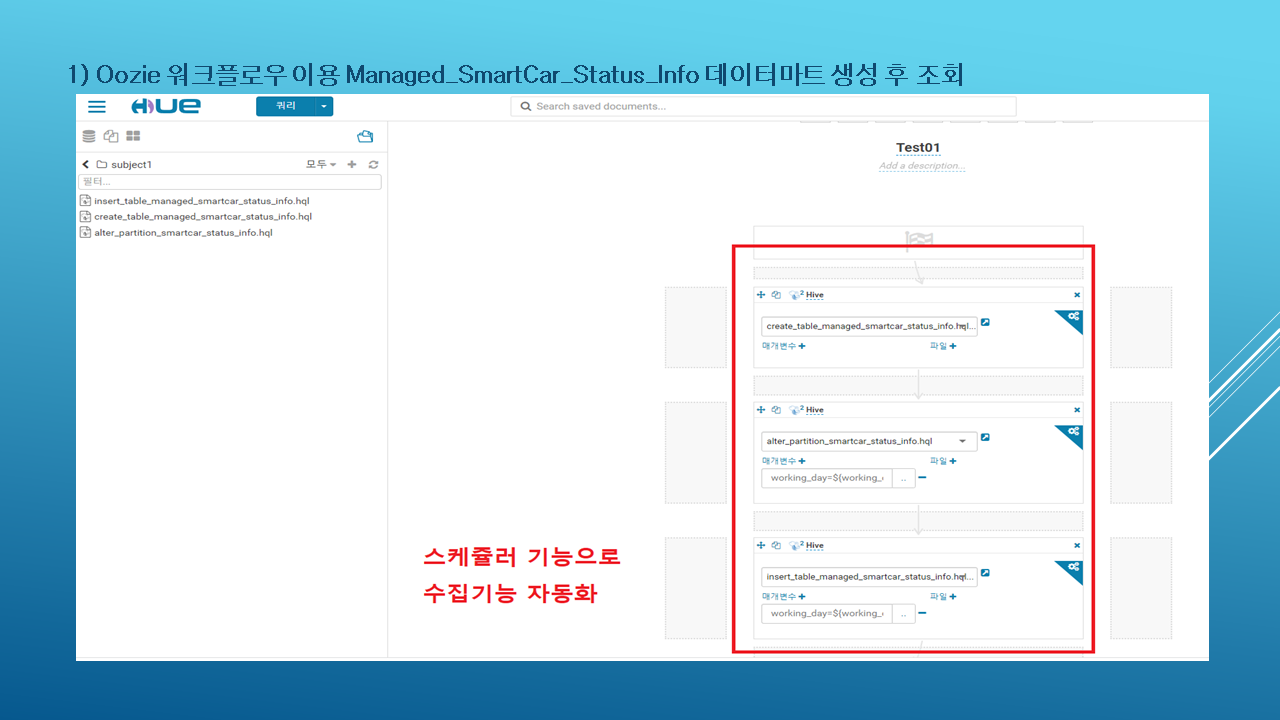 1) Oozie 워크플로우 이용 Managed_SmartCar_Status_Info 데이터마트 생성 후 조회
HUE
쿼리
Search saved documents...
subject1
모두
필터...
insert_table_managed_smartcar_status_info.hql
create_table_managed_smartcar_status_info.hql
alter_partition_smartcar_status_info.hql
Test01
Add a description...
2 Hive
create_table_managed_smartcar_status_info.hql...
매개변수 +
파일 +
2 Hive
alter_partition_smartcar_status_info.hql
매개변수 +
파일 +
working_day=${working_
..
2 Hive
insert_table_managed_smartcar_status_info.hql...
매개변수 +
파일 +
working_day=${working_
..
스케쥴러 기능으로
수집기능 자동화